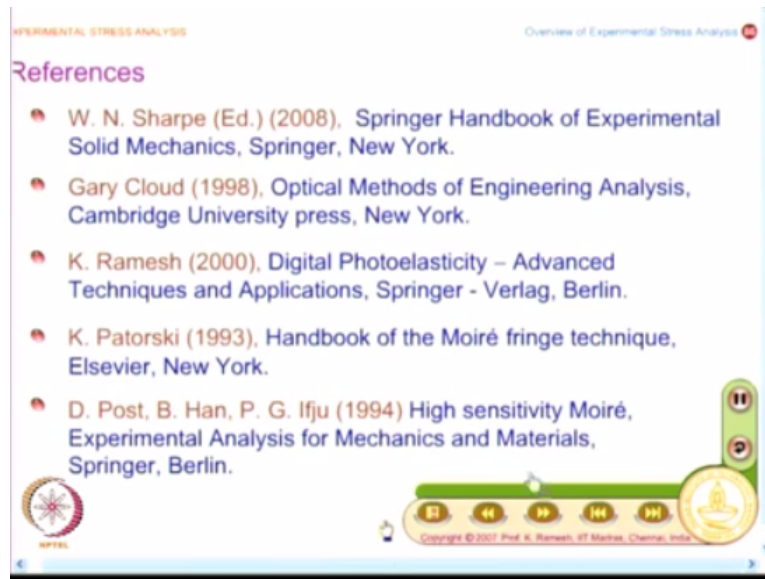 XPERIMENTAL STRESS ANALYSIS
Overview of Experimental Stress Analysis
References
W. N. Sharpe (Ed.) (2008), Springer Handbook of Experimental
Solid Mechanics, Springer, New York.
Gary Cloud (1998), Optical Methods of Engineering Analysis,
Cambridge University press, New York.
K. Ramesh (2000), Digital Photoelasticity – Advanced
Techniques and Applications, Springer - Verlag, Berlin.
K. Patorski (1993), Handbook of the Moiré fringe technique,
Elsevier, New York.
D. Post, B. Han, P. G. Ifju (1994) High sensitivity Moiré,
Experimental Analysis for Mechanics and Materials,
Springer, Berlin.
NPTEL
Copyright ©2007 Prof. K. Ramesh, IIT Madras, Chennai, India